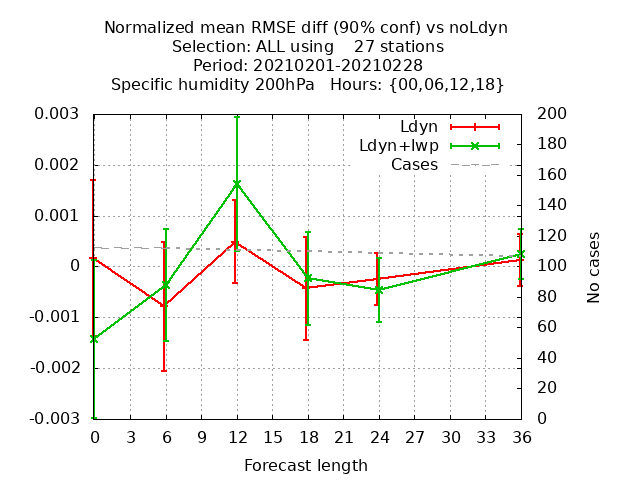 Normalized mean RMSE diff (90% conf) vs noLdyn
Selection: ALL using    27 stations
Period: 20210201-20210228
Specific humidity 200hPa   Hours: {00,06,12,18}
0.003
0.002
0.001
0
-0.001
-0.002
-0.003
200
180
160
140
120
100
80
60
40
20
0
Ldyn
Ldyn+lwp
Cases
No cases
0 3 6 9 12 15 18 21 24 27 30 33 36
Forecast length